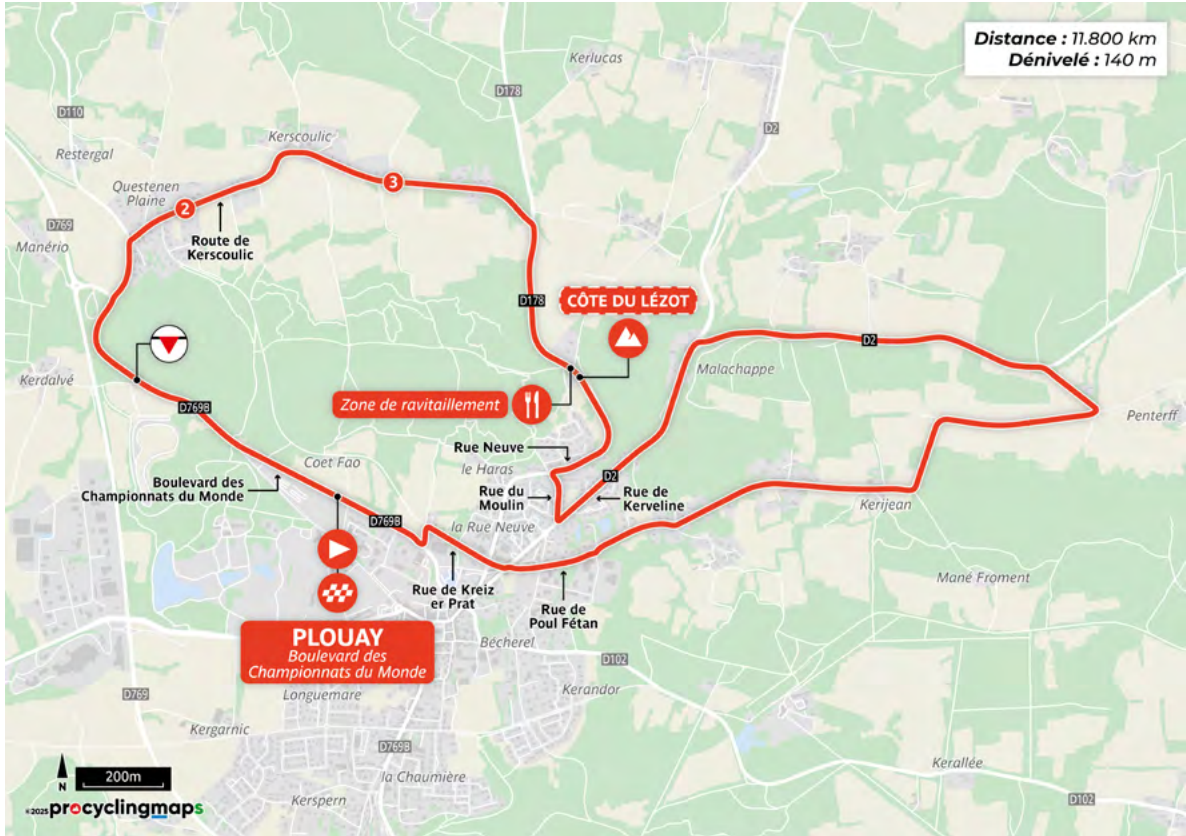 Distance : 11.800 km
Dénivelé : 140 m
D178
Kerlucas
D2
D110
Restergal
Kerscoulic
Questenen
Plaine
2
3
Route de
Kerscoulic
D769
Manério
D178
CÔTE DU LÉZOT
D2
Malachappe
Kerdalvé
D769B
Zone de ravitaillement
Penterff
Rue Neuve
le Haras
Coet Fao
Boulevard des
Championnats du Monde
Rue du
Moulin
D2
Rue de
Kerveline
Kerijean
D769B
la Rue Neuve
Rue de Kreiz
er Prat
Rue de
Poul Fétan
Mané Froment
PLOUAY
Boulevard des
Championnats du Monde
Bécherel
D102
D769
Longuemare
Kerandor
Kergarnic
D769B
la Chaumière
Kerallée
N
200m
Kerspern
D102
©2025 procyclingmaps